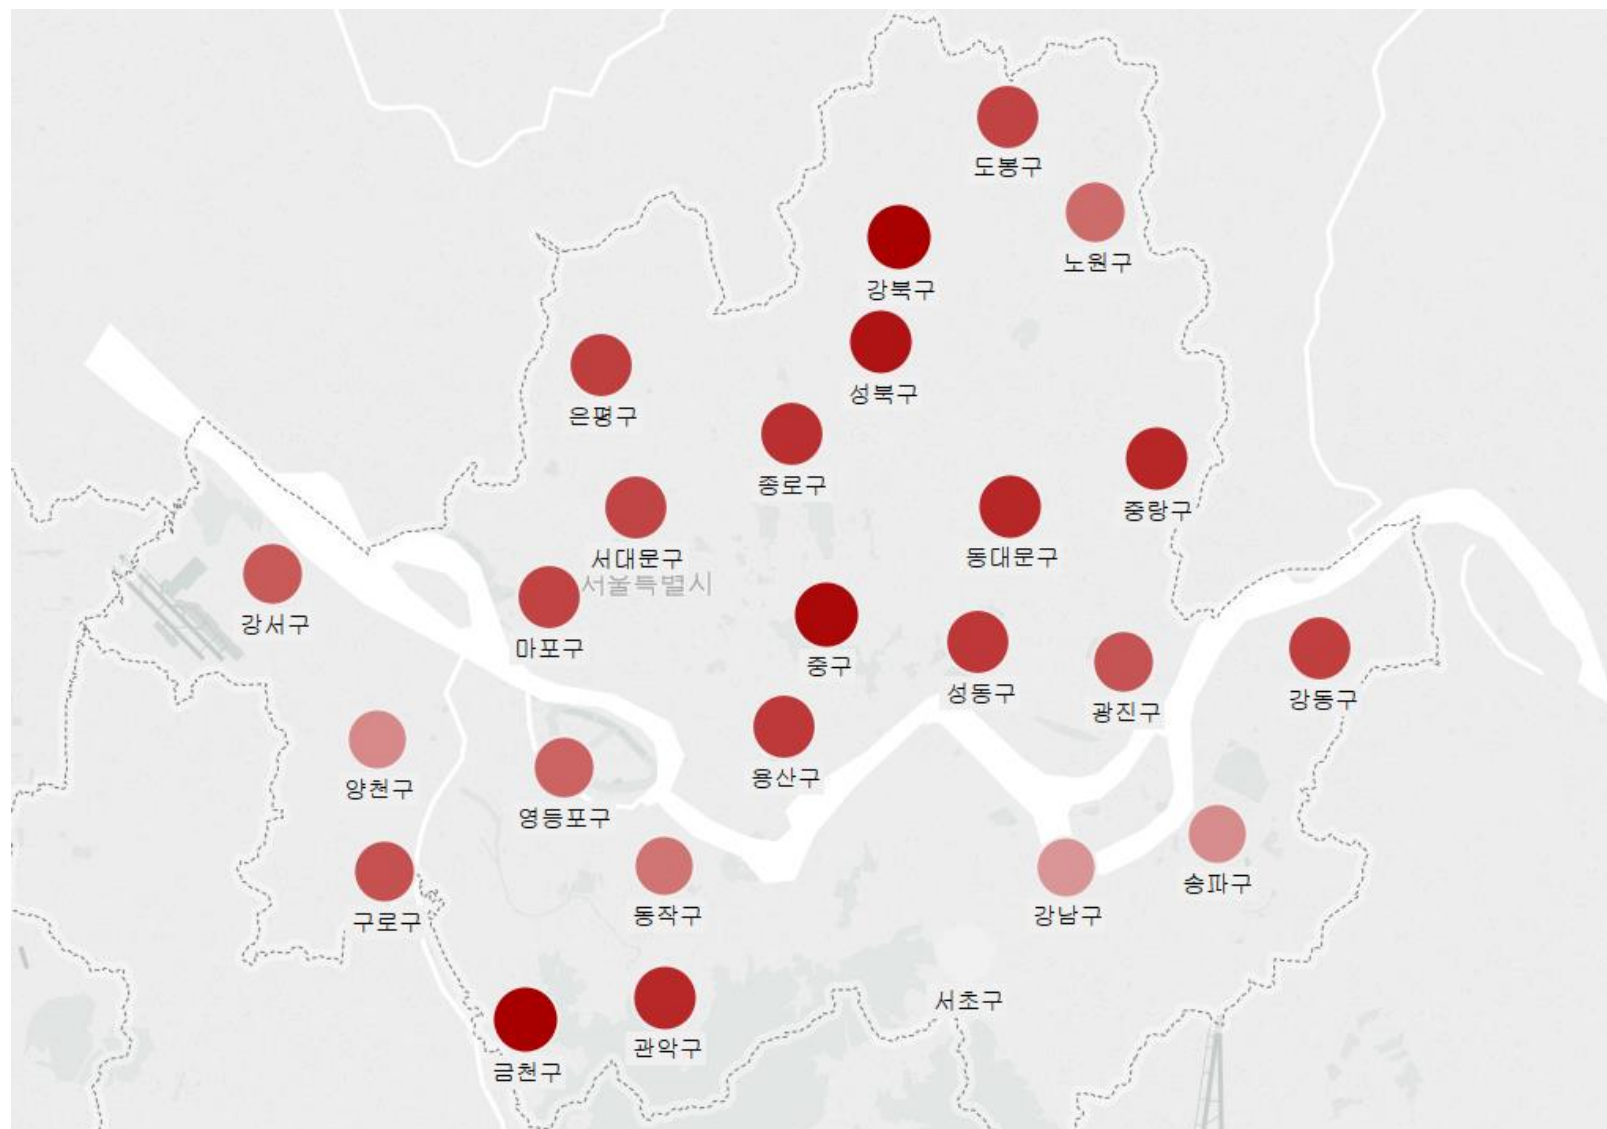 도봉구
노원구
강북구
성북구
은평구
종로구
중랑구
서대문구
동대문구
서울특별시
강서구
마포구
중구
성동구
광진구
강동구
용산구
양천구
영등포구
송파구
구로구
동작구
강남구
서초구
관악구
금천구